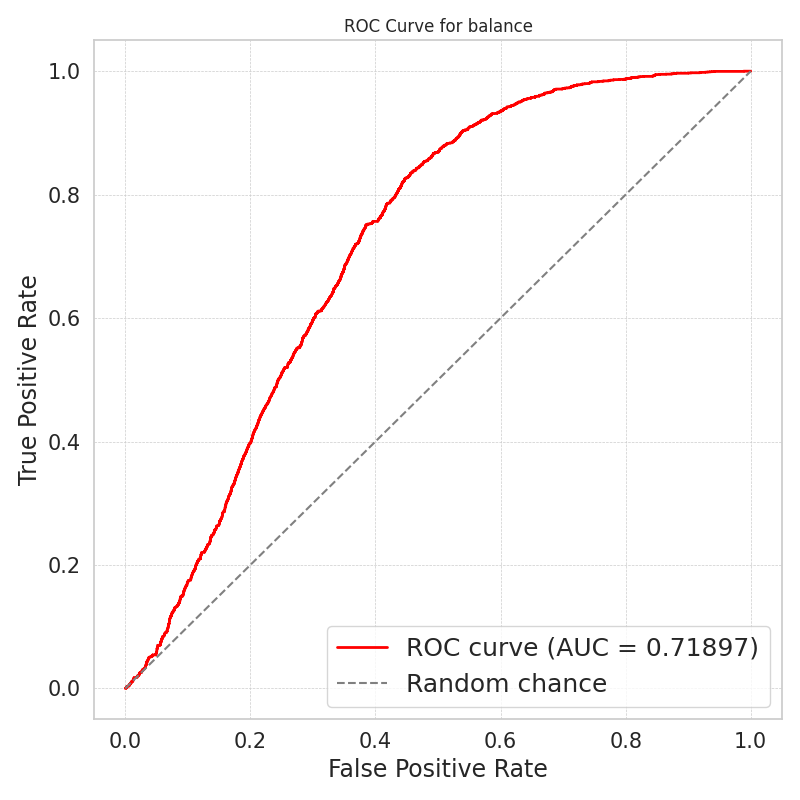 ROC Curve for balance
1.0
0.8
0.6
0.4
0.2
0.0
True Positive Rate
ROC curve (AUC = 0.71897)
Random chance
0.0 0.2 0.4 0.6 0.8 1.0
False Positive Rate